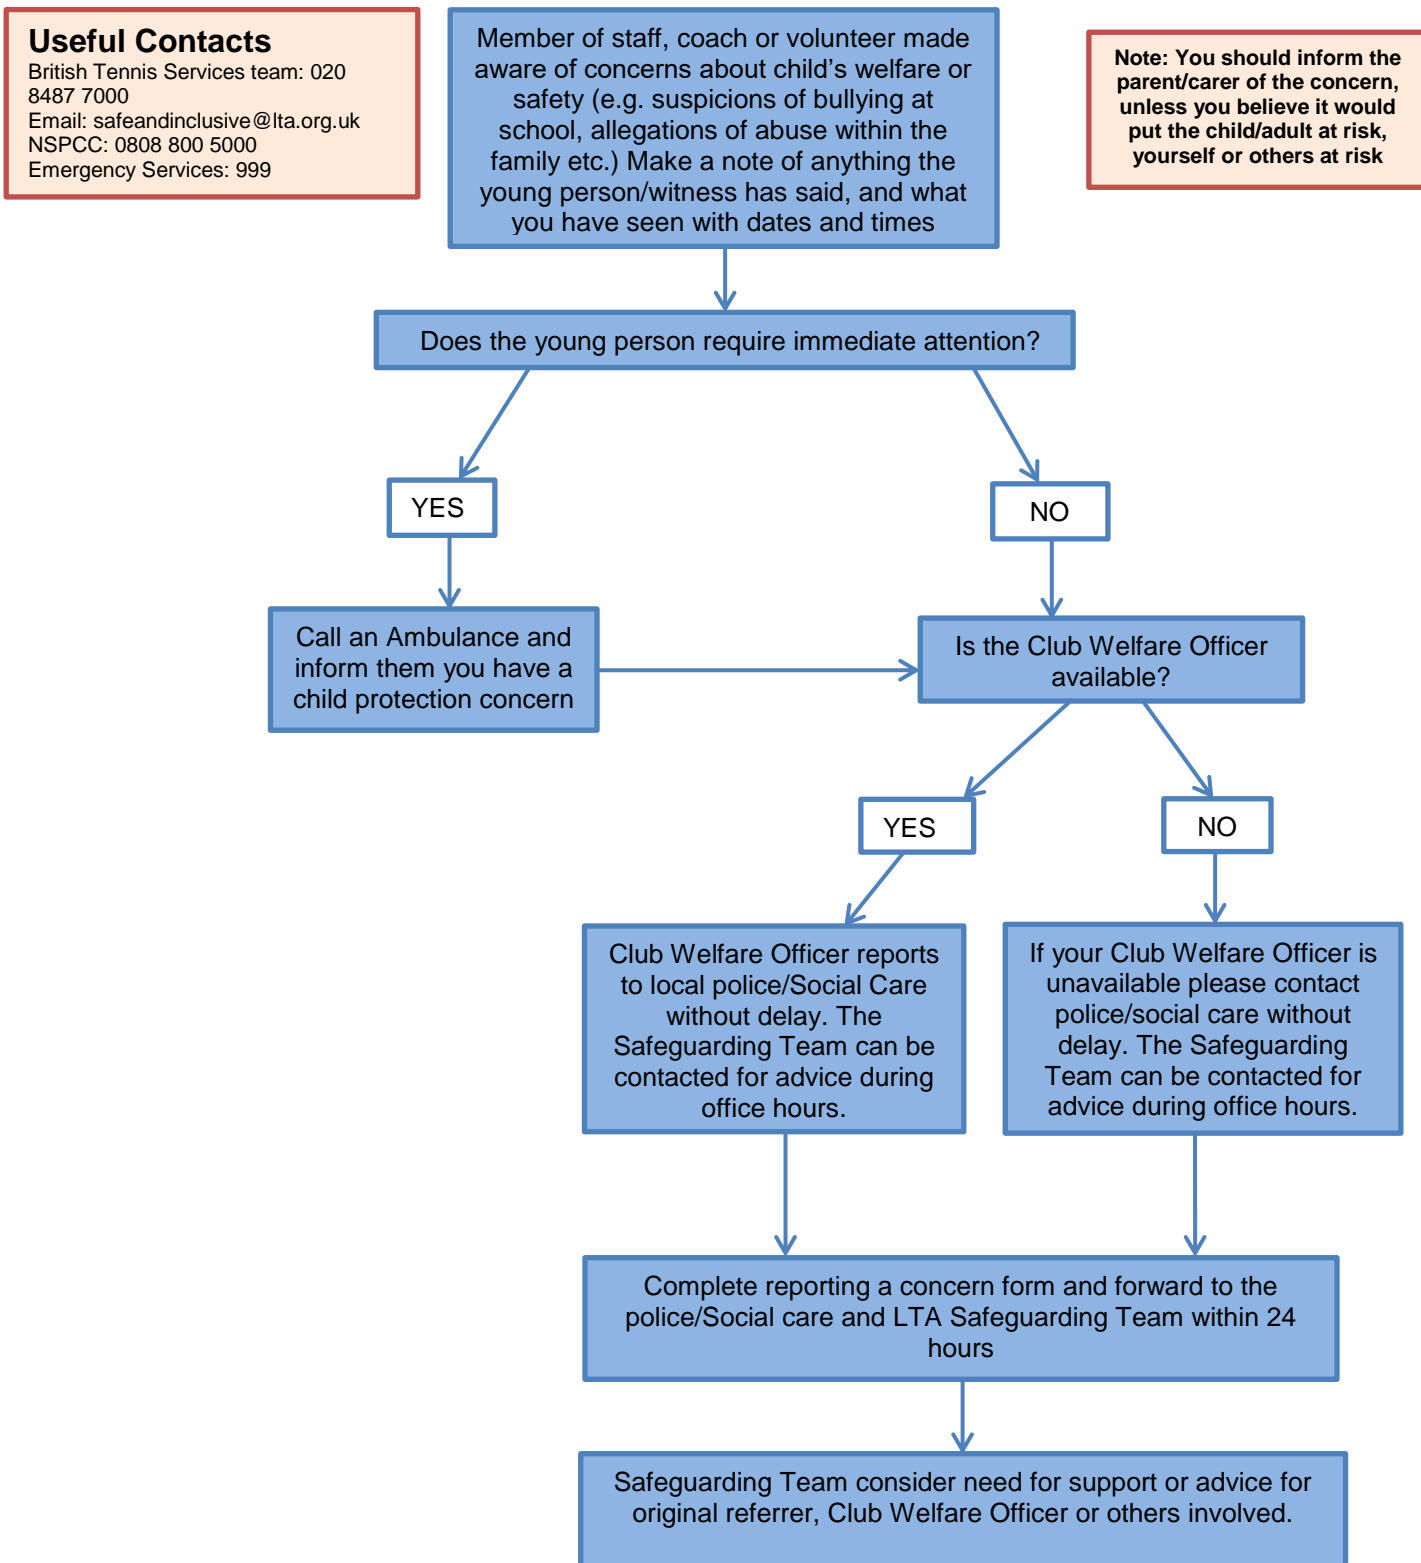 Useful Contacts
British Tennis Services team: 020
8487 7000
Email: safeandinclusive@lta.org.uk
NSPCC: 0808 800 5000
Emergency Services: 999
Member of staff, coach or volunteer made
aware of concerns about child’s welfare or
safety (e.g. suspicions of bullying at
school, allegations of abuse within the
family etc.) Make a note of anything the
young person/witness has said, and what
you have seen with dates and times
Note: You should inform the
parent/carer of the concern,
unless you believe it would
put the child/adult at risk,
yourself or others at risk
Does the young person require immediate attention?
YES
NO
Call an Ambulance and
inform them you have a
child protection concern
Is the Club Welfare Officer
available?
YES
NO
Club Welfare Officer reports
to local police/Social Care
without delay. The
Safeguarding Team can be
contacted for advice during
office hours.
If your Club Welfare Officer is
unavailable please contact
police/social care without
delay. The Safeguarding
Team can be contacted for
advice during office hours.
Complete reporting a concern form and forward to the
police/Social care and LTA Safeguarding Team within 24
hours
Safeguarding Team consider need for support or advice for
original referrer, Club Welfare Officer or others involved.